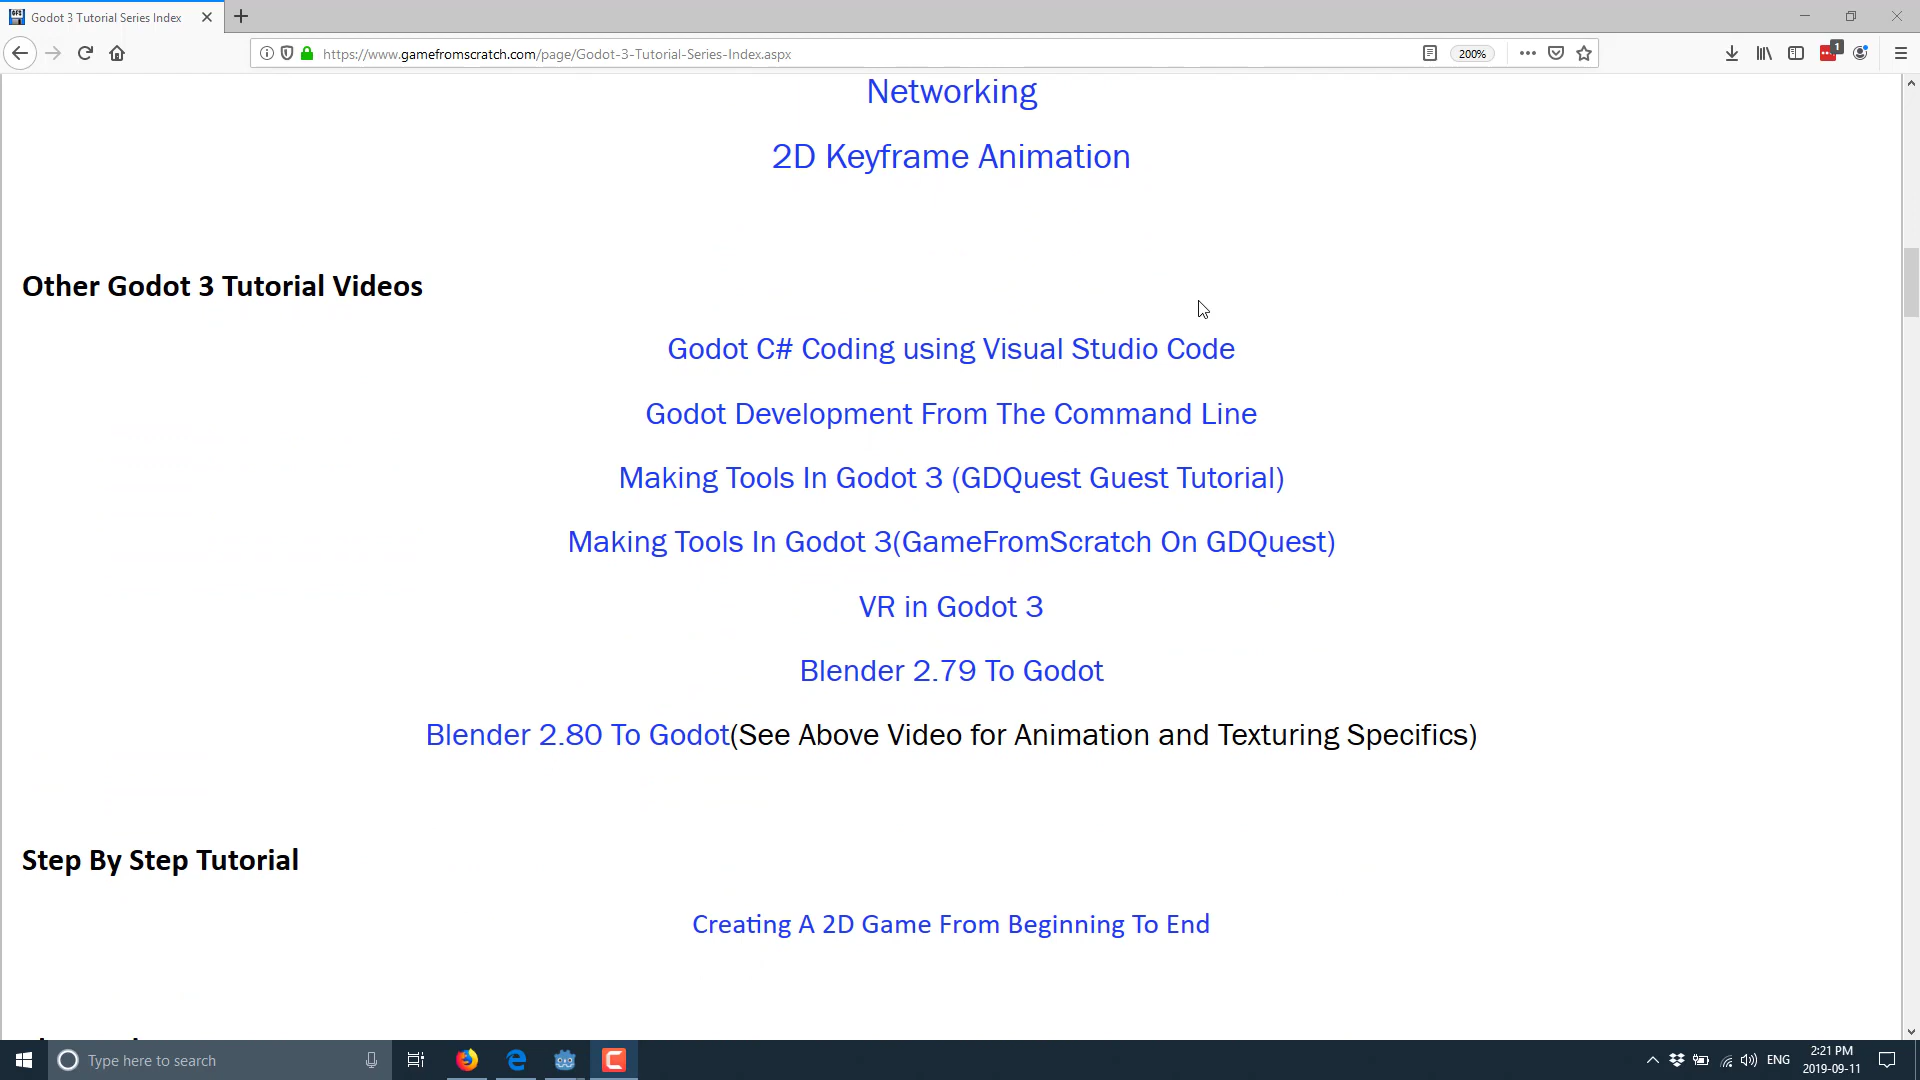 Godot 3 Tutorial Series Index
https://www.gamefromscratch.com/page/Godot-3-Tutorial-Series-Index.aspx
200%
1
Networking
2D Keyframe Animation
Other Godot 3 Tutorial Videos
Godot C# Coding using Visual Studio Code
Godot Development From The Command Line
Making Tools In Godot 3 (GDQuest Guest Tutorial)
Making Tools In Godot 3(GameFromScratch On GDQuest)
VR in Godot 3
Blender 2.79 To Godot
Blender 2.80 To Godot(See Above Video for Animation and Texturing Specifics)
Step By Step Tutorial
Creating A 2D Game From Beginning To End
Type here to search
ENG
2:21 PM
2019-09-11